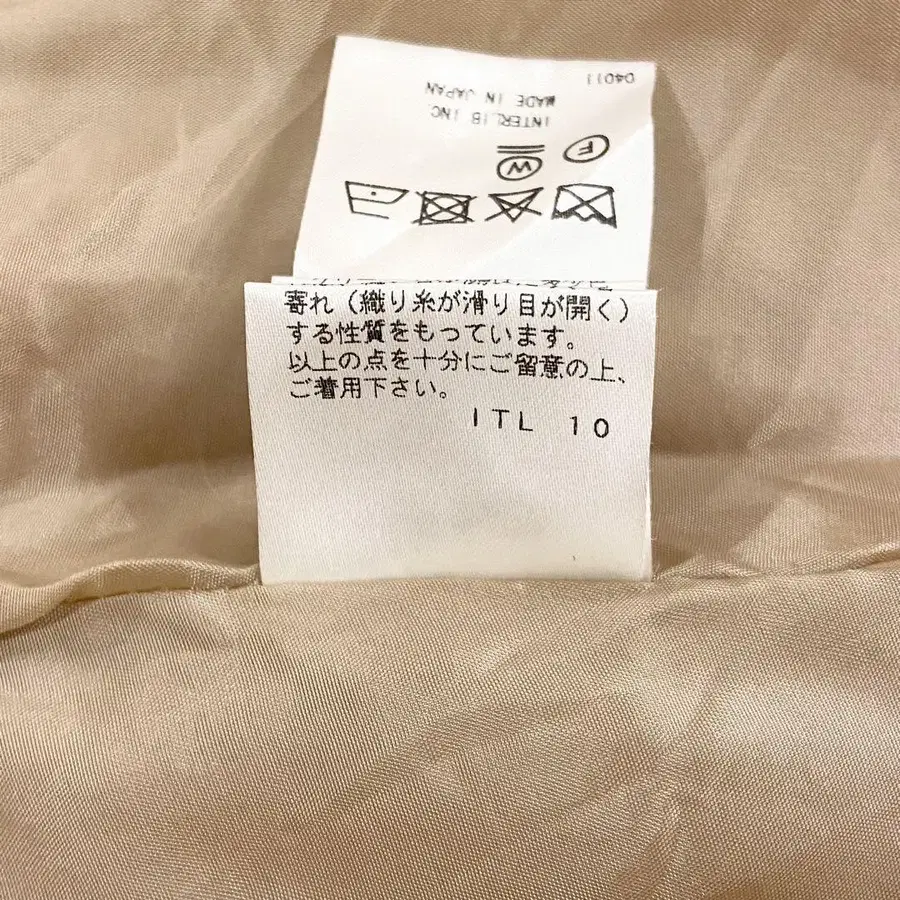 04011
MADE IN JAPAN
INTERLIB INC.
F
W
寄れ（織り糸が滑り目が開く）
する性質をもっています。
以上の点を十分にご留意の上、
ご着用下さい。
ITL 10